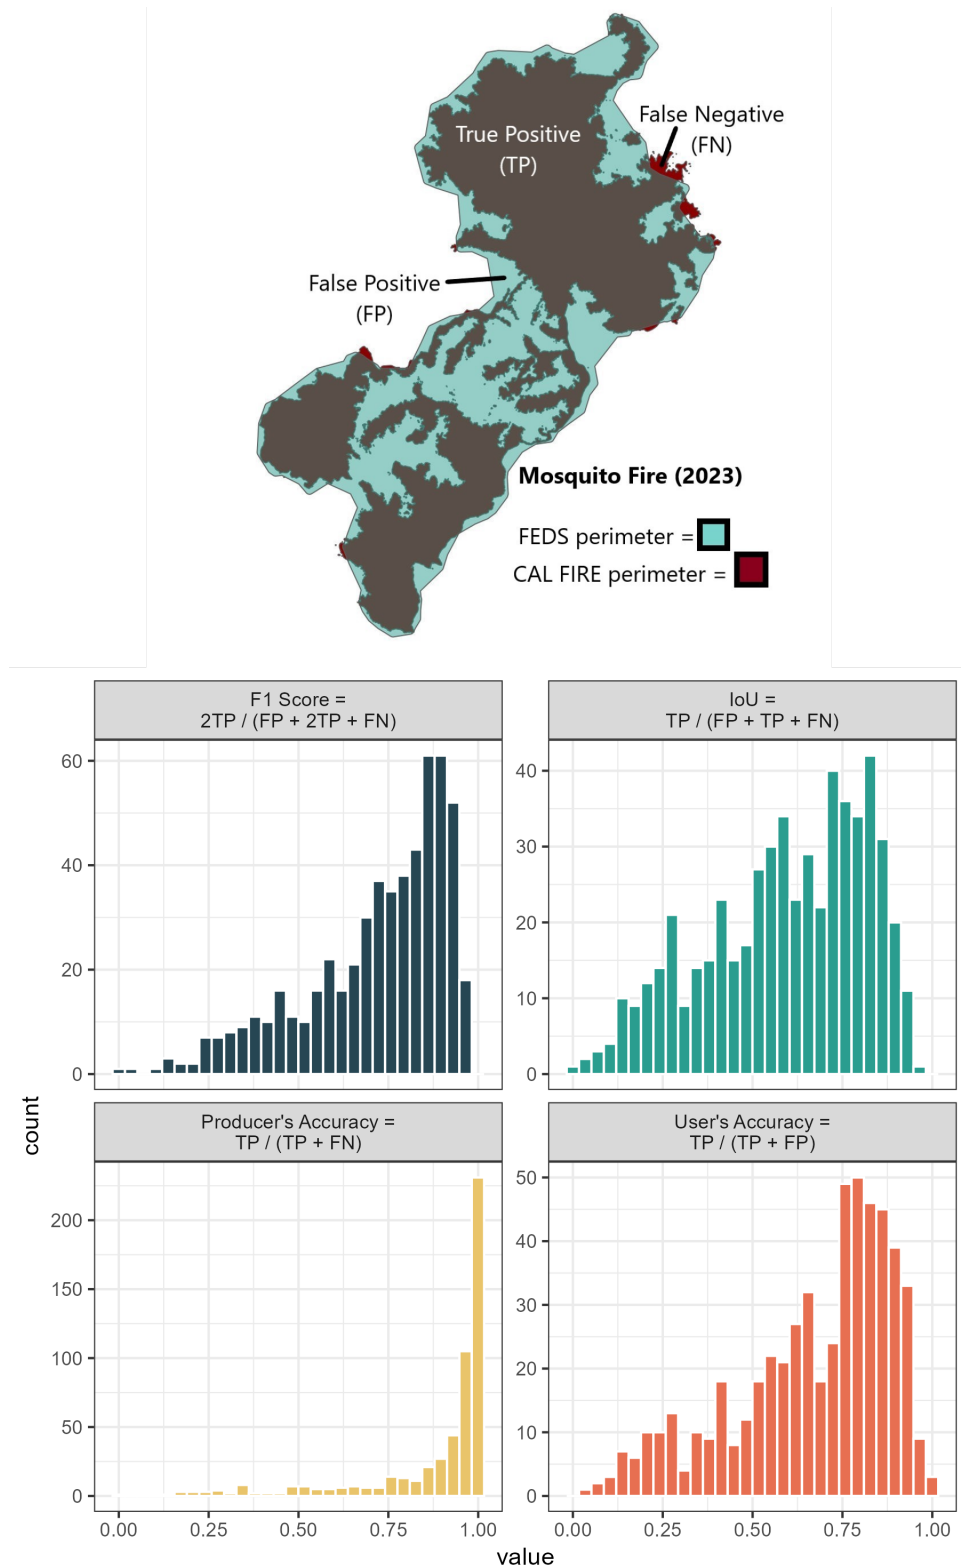 True Positive
(TP)
False Negative
(FN)
False Positive
(FP)
Mosquito Fire (2023)
FEDS perimeter =
CAL FIRE perimeter =
F1 Score =
2TP / (FP + 2TP + FN)
IoU =
TP / (FP + TP + FN)
60
40
20
0
40
30
20
10
0
count
Producer's Accuracy =
TP / (TP + FN)
User's Accuracy =
TP / (TP + FP)
200
150
100
50
0
50
40
30
20
10
0
0.00 0.25 0.50 0.75 1.00
0.00 0.25 0.50 0.75 1.00
value